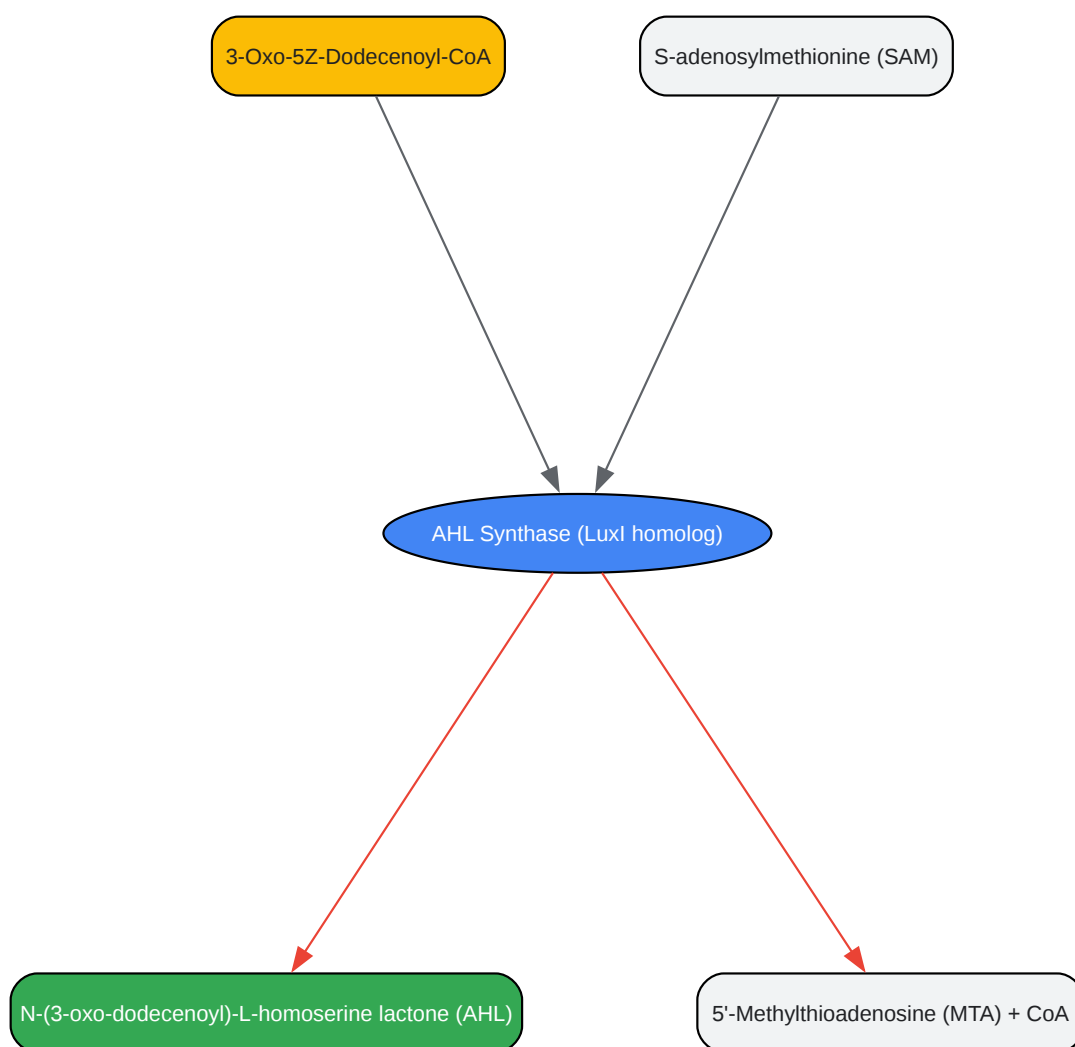 3-Oxo-5Z-Dodecenoyl-CoA
S-adenosylmethionine (SAM)
AHL Synthase (LuxI homolog)
N-(3-oxo-dodecenoyl)-L-homoserine lactone (AHL)
5'-Methylthioadenosine (MTA) + CoA